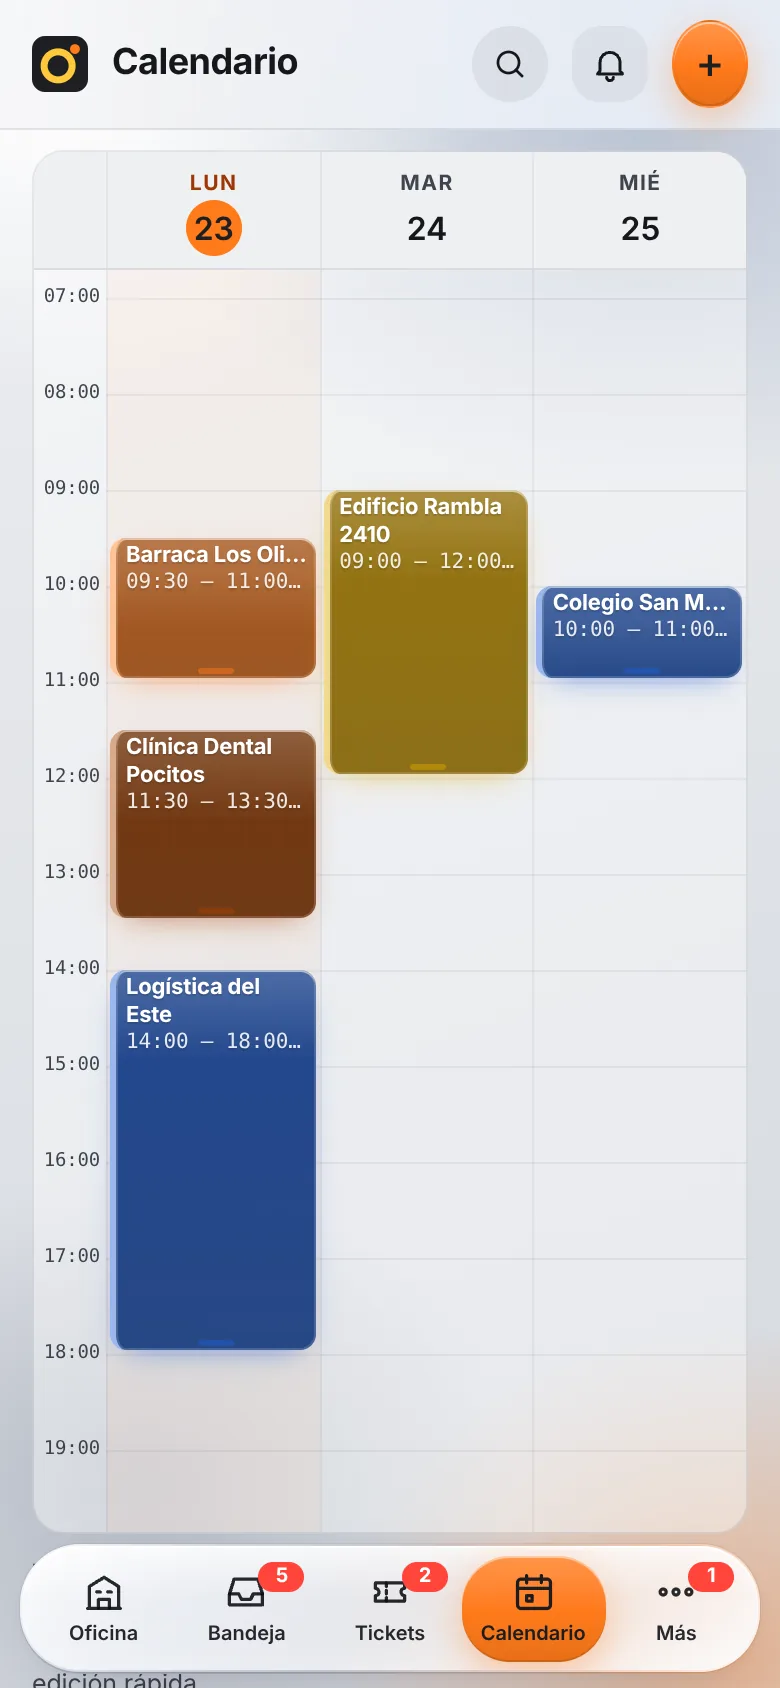 Calendario
LUN
MAR
MIÉ
23
24
25
07:00
08:00
09:00
10:00
11:00
12:00
13:00
14:00
15:00
16:00
17:00
18:00
19:00
Barraca Los Oli…
09:30 – 11:00…
Clínica Dental
Pocitos
11:30 – 13:30…
Logística del
Este
14:00 – 18:00…
Edificio Rambla
2410
09:00 – 12:00…
Colegio San M…
10:00 – 11:00…
Oficina
Bandeja
5
Tickets
2
Calendario
Más
1
edición rápida